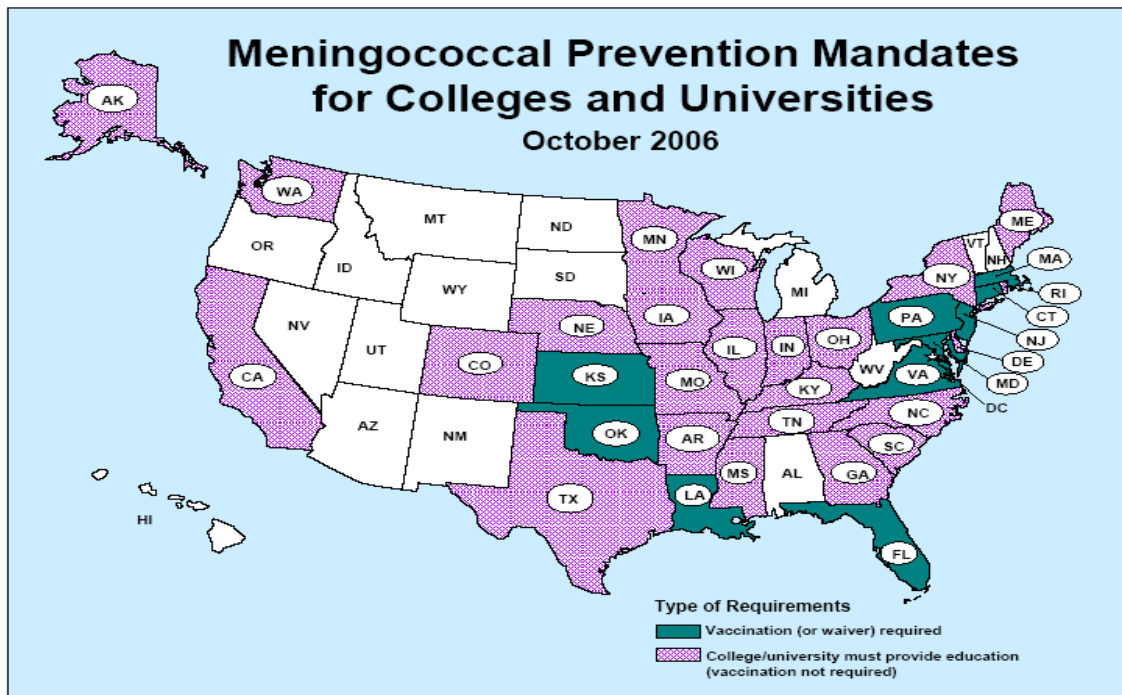 Meningococcal Prevention Mandates
for Colleges and Universities
October 2006
AK
WA
MT
ND
MN
ME
VT
NH
MA
OR
ID
SD
WI
NY
RI
WY
MI
CT
NV
NE
IA
PA
NJ
UT
CO
IL
IN
OH
DE
CA
KS
MO
WV
VA
MD
KY
DC
AZ
NM
OK
AR
TN
NC
SC
TX
MS
AL
GA
LA
HI
FL
Type of Requirements
Vaccination (or waiver) required
College/university must provide education
(vaccination not required)